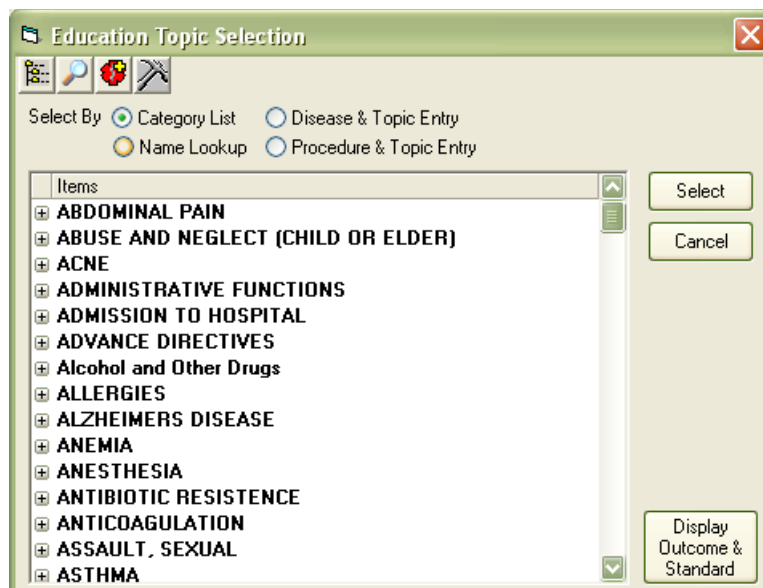 Education Topic Selection
Select By Category List Disease & Topic Entry
Name Lookup Procedure & Topic Entry
Items
ABDOMINAL PAIN
ABUSE AND NEGLECT (CHILD OR ELDER)
ACNE
ADMINISTRATIVE FUNCTIONS
ADMISSION TO HOSPITAL
ADVANCE DIRECTIVES
Alcohol and Other Drugs
ALLERGIES
ALZHEIMERS DISEASE
ANEMIA
ANESTHESIA
ANTIBIOTIC RESISTENCE
ANTICOAGULATION
ASSAULT, SEXUAL
ASTHMA
Select
Cancel
Display
Outcome &
Standard